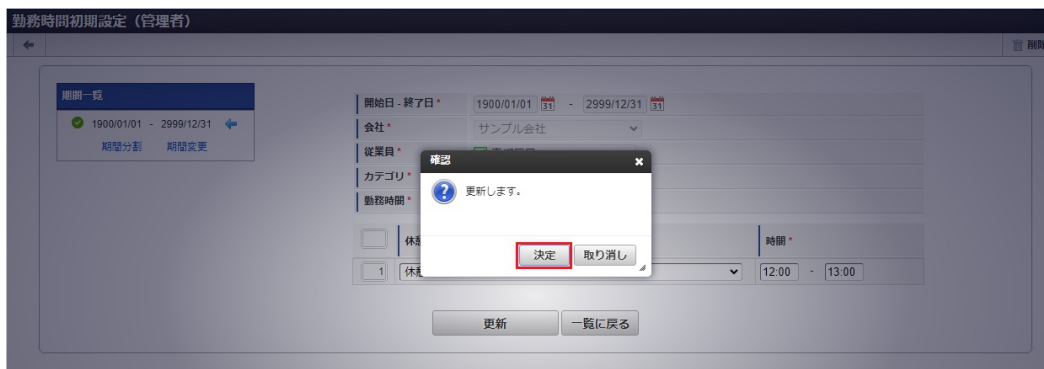 勤務時間初期設定（管理者）
削除
期間一覧
1900/01/01 - 2999/12/31
期間分割 期間変更
開始日 - 終了日* 1900/01/01 31 - 2999/12/31 31
会社* サンプル会社
従業員*
カテゴリ*
勤務時間*
確認
更新します。
決定 取り消し
時間*
1 12:00 - 13:00
更新 一覧に戻る